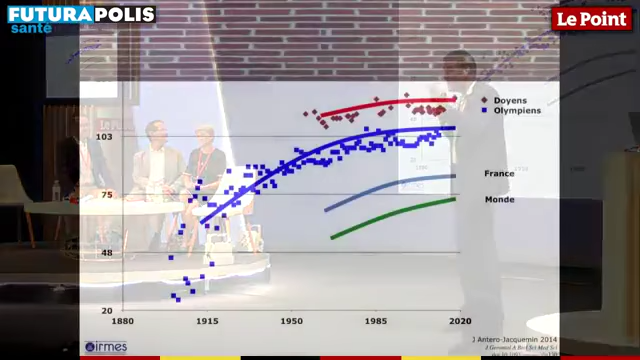 FUTURAPOLIS
santé
Le Point
Doyens
Olympiens
103
France
75
Monde
48
20
1880
1915
1950
1985
2020
irmes
J Antero-Jacquemin 2014